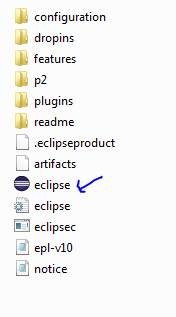 configuration
dropins
features
p2
plugins
readme
.eclipseproduct
artifacts
eclipse
eclipse
eclipsec
epl-v10
notice